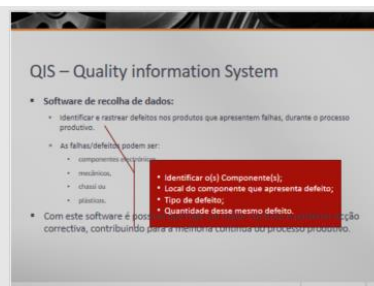 QIS – Quality information System
Software de recolha de dados:
Identificar e rastrear defeitos nos produtos que apresentem falhas, durante o processo
produtivo.
As falhas/defeitos podem ser:
componentes electrónicos
mecânicos,
chassi ou
plásticos.
• Identificar o(s) Componente(s);
• Local do componente que apresenta defeito;
• Tipo de defeito;
• Quantidade desse mesmo defeito.
Com este software é
correctiva, contribuindo para a melhoria contínua do processo produtivo.